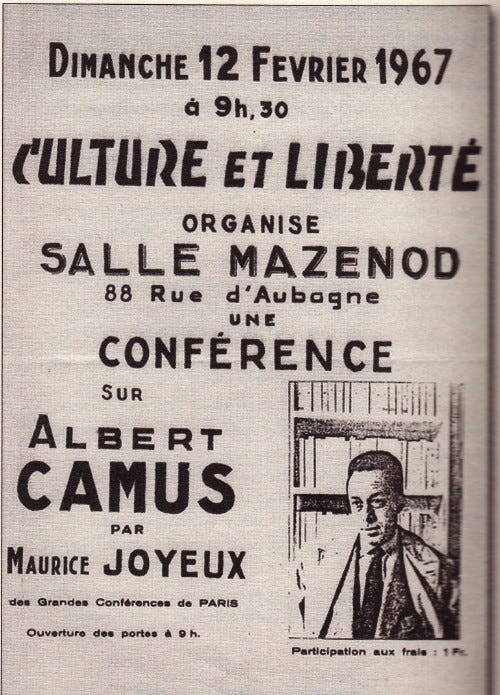 DIMANCHE 12 FEVRIER 1967
à 9h,30
CULTURE ET LIBERTÉ
ORGANISE
SALLE MAZENOD
88 Rue d'Aubagne
UNE
CONFÉRENCE
SUR
ALBERT
CAMUS
PAR
MAURICE JOYEUX
des Grandes Conférences de PARIS
Ouverture des portes à 9 h.
Participation aux frais : 1 Fr.